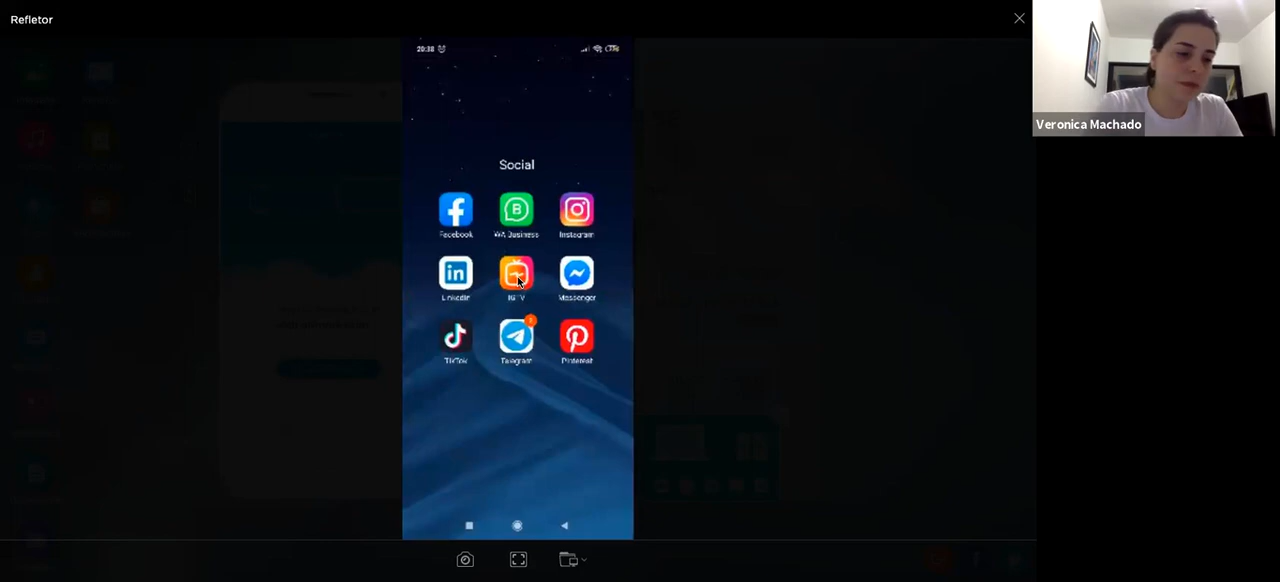 Refletor
Veronica Machado
20:38
Social
Facebook
WA Business
Instagram
LinkedIn
IGTV
Messenger
TikTok
Telegram
Pinterest